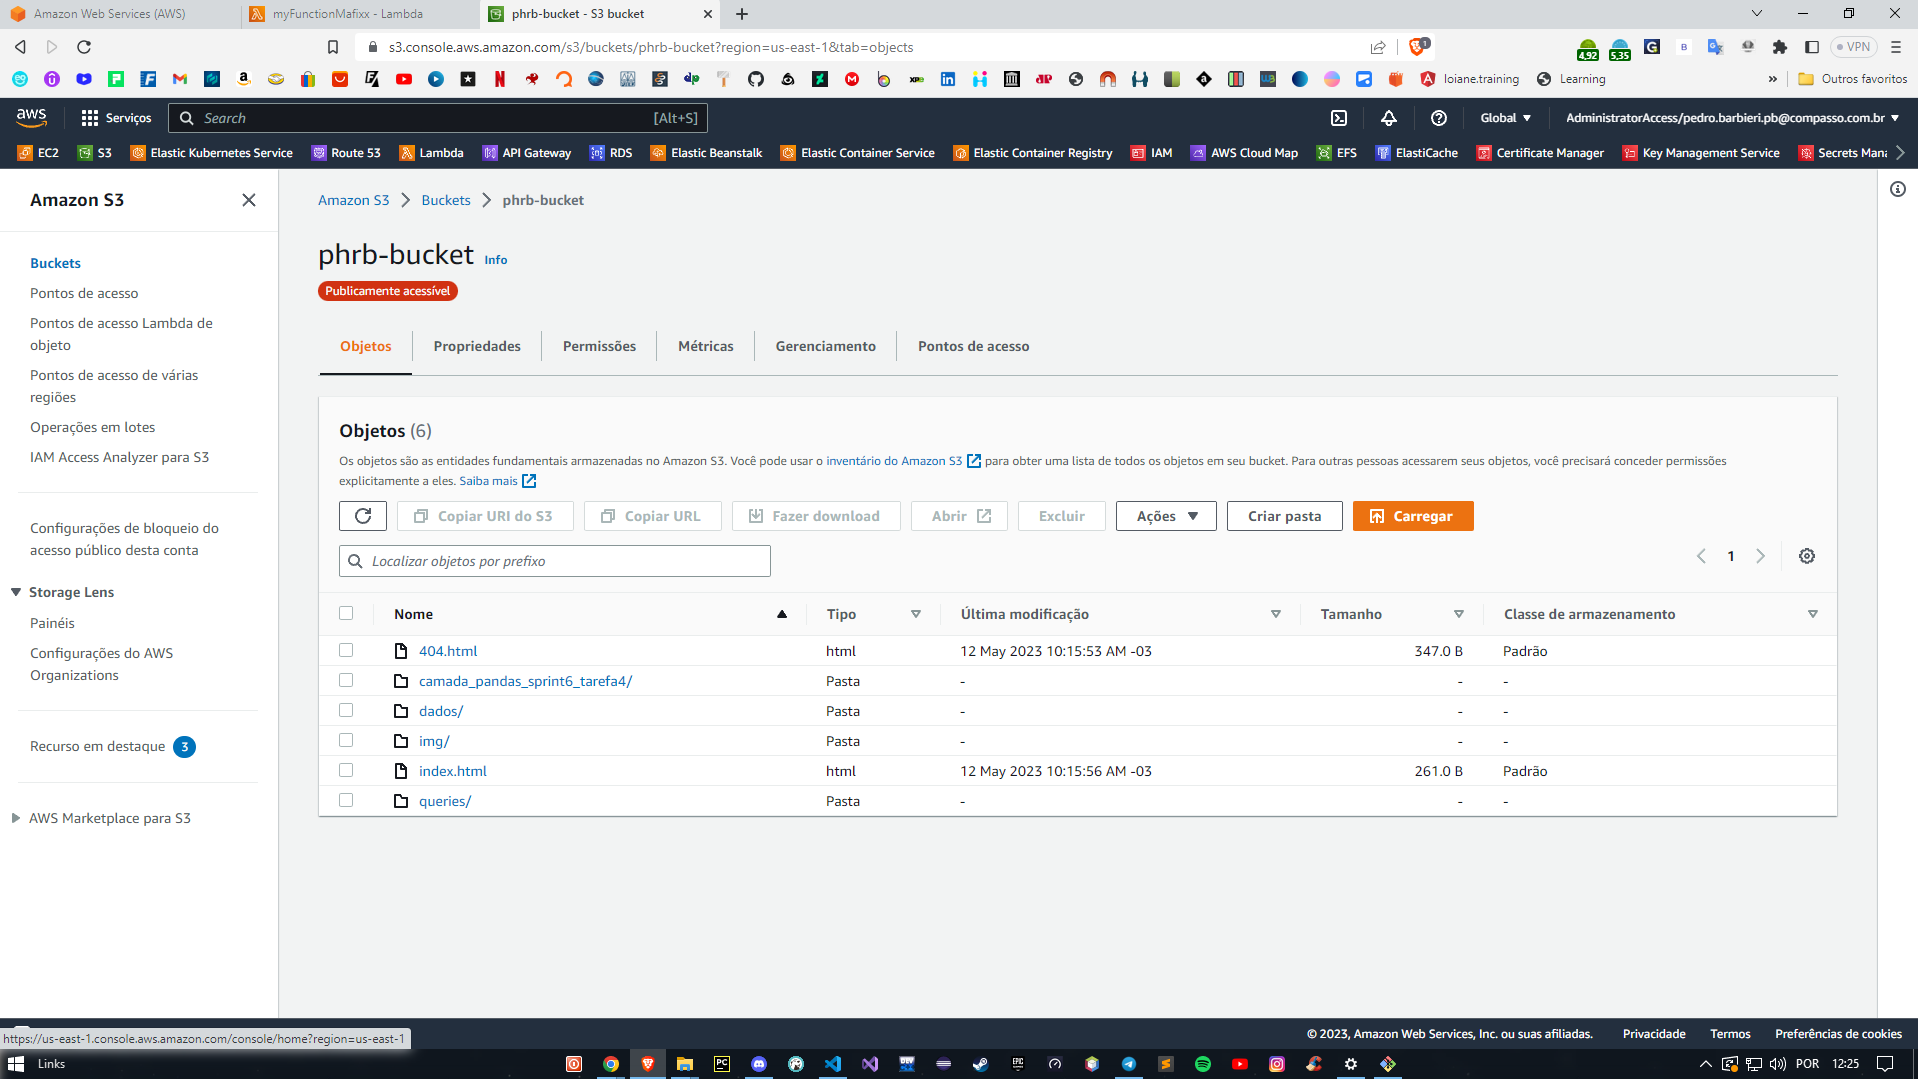 Amazon Web Services (AWS)
myFunctionMafixx - Lambda
phrb-bucket - S3 bucket
s3.console.aws.amazon.com/s3/buckets/phrb-bucket?region=us-east-1&tab=objects
1
4,92
5,35
VPN
loiane.training
Learning
Outros favoritos
aws
Serviços
Search
[Alt+S]
Global
AdministratorAccess/pedro.barbieri.pb@compasso.com.br
EC2
S3
Elastic Kubernetes Service
Route 53
Lambda
API Gateway
RDS
Elastic Beanstalk
Elastic Container Service
Elastic Container Registry
IAM
AWS Cloud Map
EFS
ElastiCache
Certificate Manager
Key Management Service
Secrets Mana
Amazon S3
Buckets
Pontos de acesso
Pontos de acesso Lambda de
objeto
Pontos de acesso de várias
regiões
Operações em lotes
IAM Access Analyzer para S3
Configurações de bloqueio do
acesso público desta conta
Storage Lens
Painéis
Configurações do AWS
Organizations
Recurso em destaque 3
AWS Marketplace para S3
Amazon S3 > Buckets > phrb-bucket
phrb-bucket Info
Publicamente acessível
Objetos
Propriedades
Permissões
Métricas
Gerenciamento
Pontos de acesso
Objetos (6)
Os objetos são as entidades fundamentais armazenadas no Amazon S3. Você pode usar o inventário do Amazon S3 para obter uma lista de todos os objetos em seu bucket. Para outras pessoas acessarem seus objetos, você precisará conceder permissões
explicitamente a eles. Saiba mais
Copiar URI do S3
Copiar URL
Fazer download
Abrir
Excluir
Ações
Criar pasta
Carregar
Localizar objetos por prefixo
1
Nome Tipo Última modificação Tamanho Classe de armazenamento
404.html html 12 May 2023 10:15:53 AM -03 347.0 B Padrão
camada_pandas_sprint6_tarefa4/ Pasta - - -
dados/ Pasta - - -
img/ Pasta - - -
index.html html 12 May 2023 10:15:56 AM -03 261.0 B Padrão
queries/ Pasta - - -
© 2023, Amazon Web Services, Inc. ou suas afiliadas.
Privacidade
Termos
Preferências de cookies
https://us-east-1.console.aws.amazon.com/console/home?region=us-east-1
Links
POR
12:25